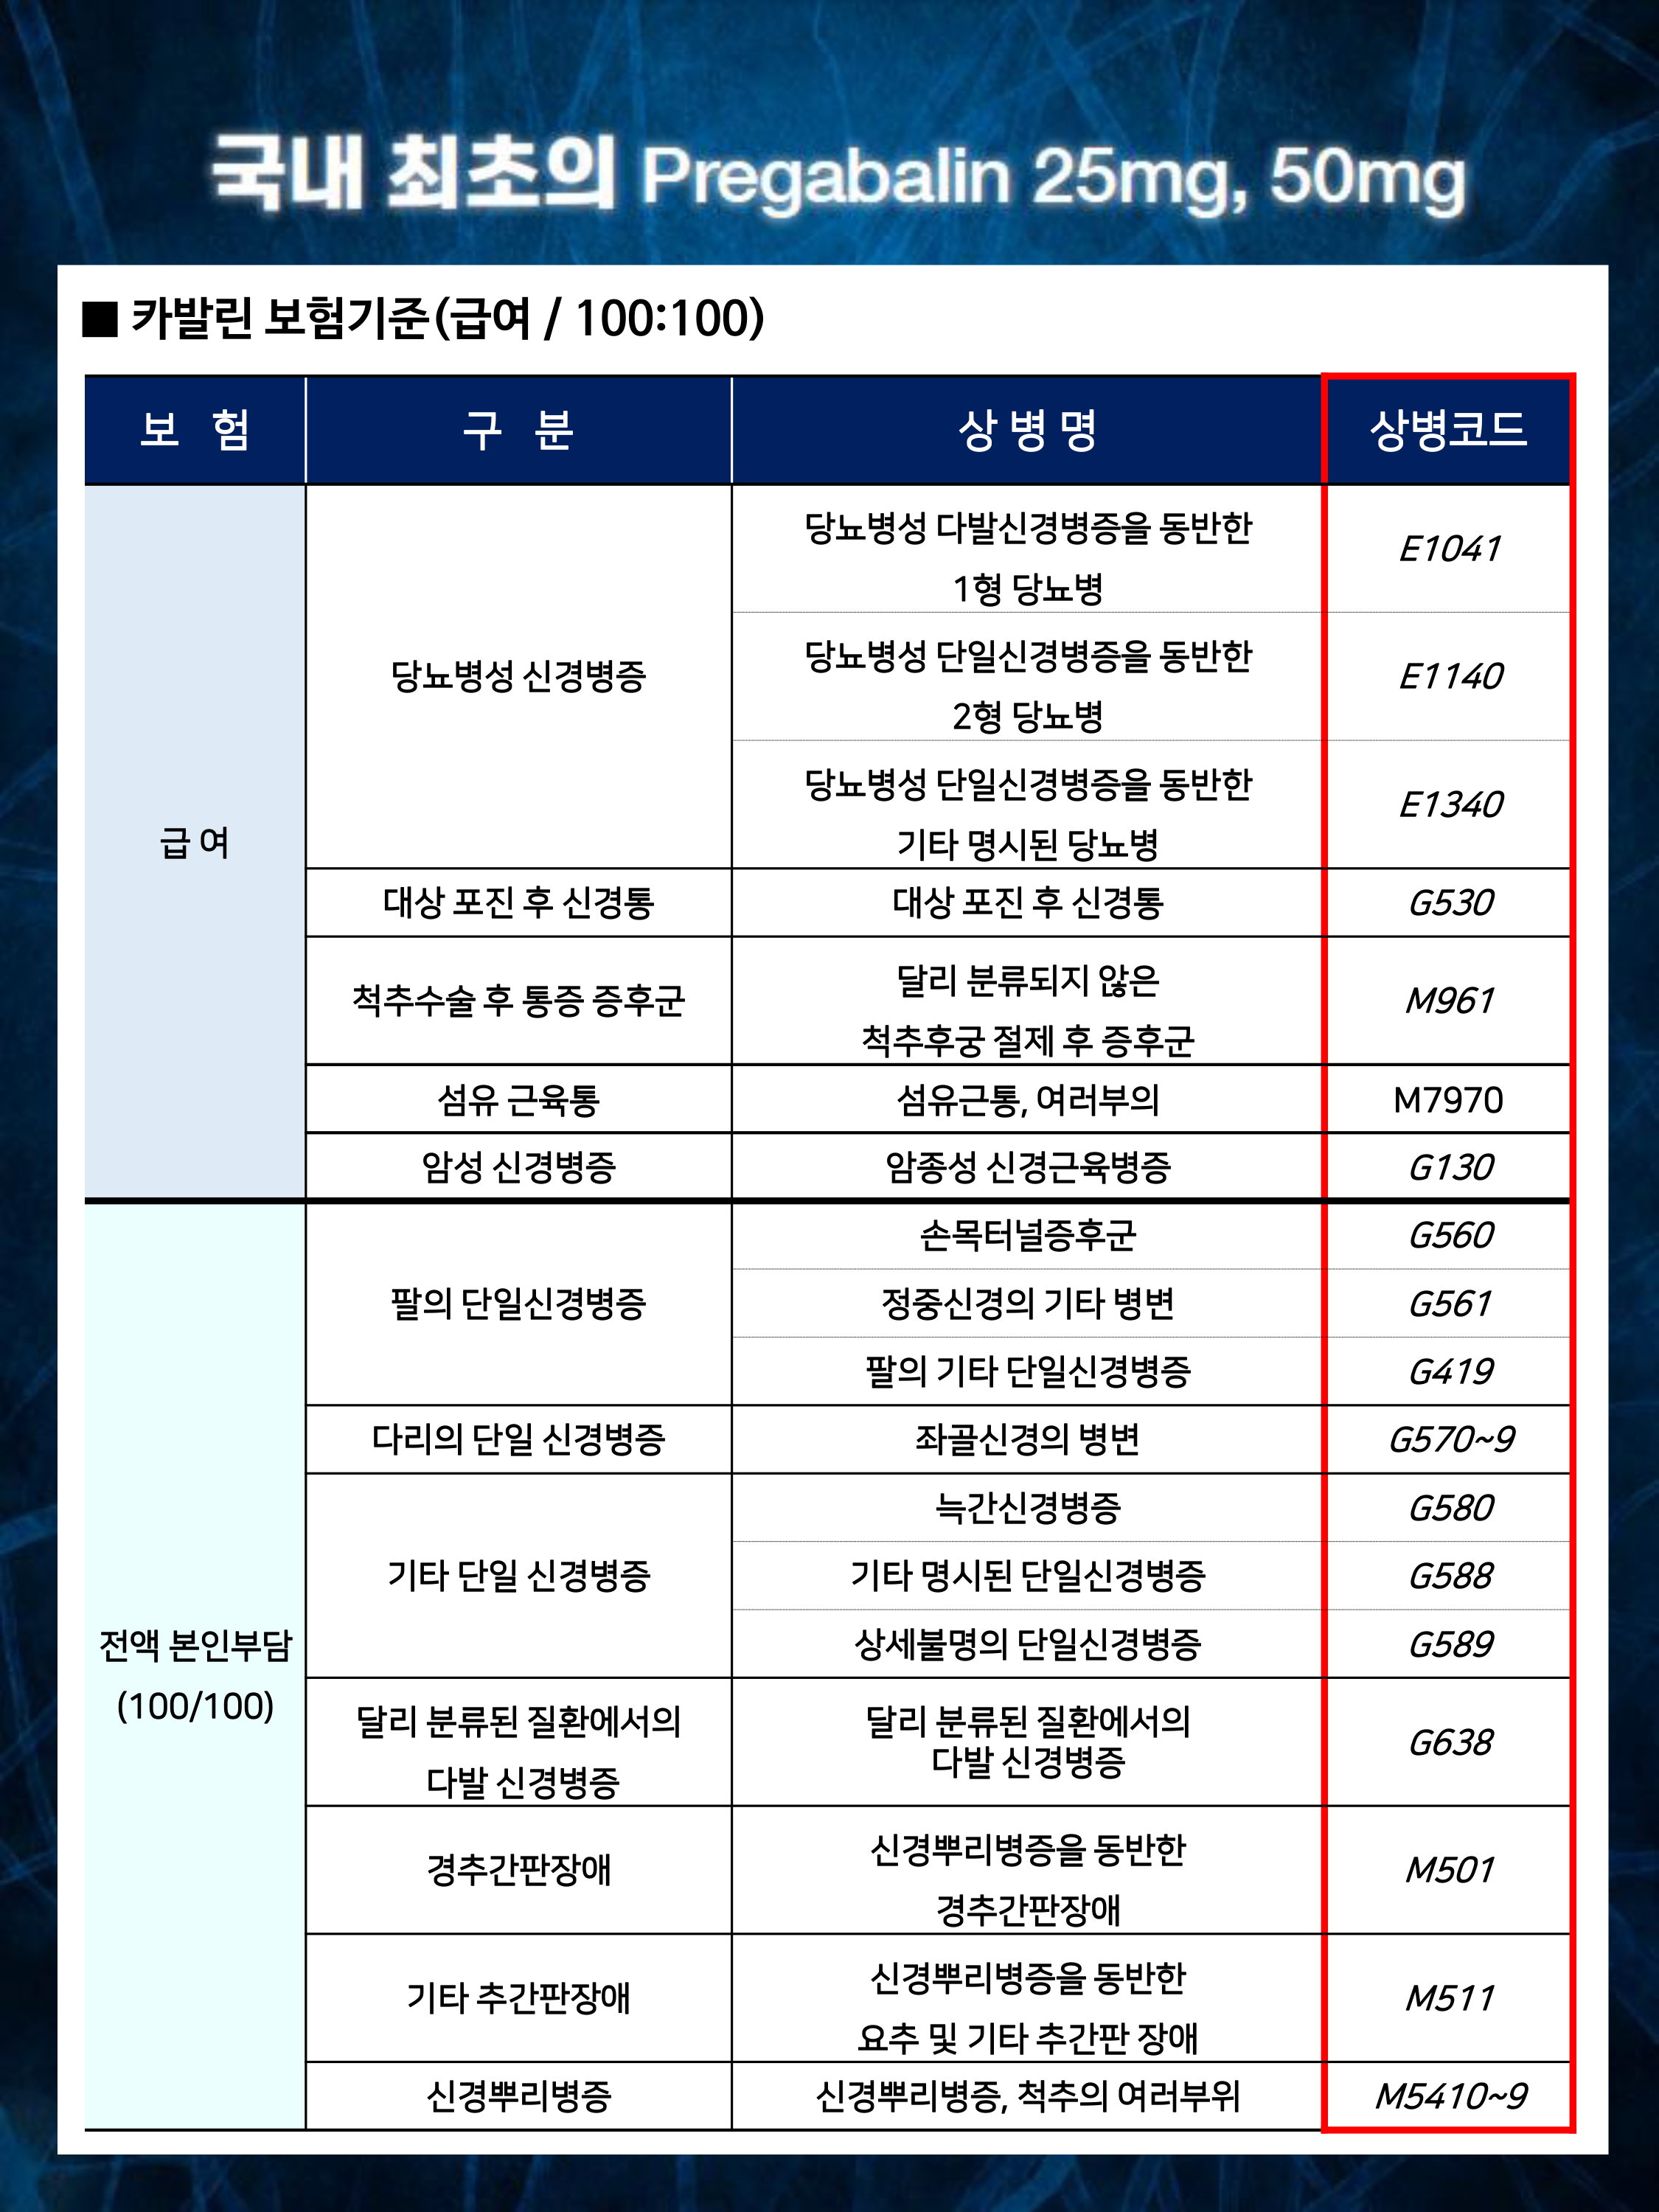 국내 최초의 Pregabalin 25mg, 50mg
■ 카발린 보험기준(급여 / 100:100)
보 험 구 분 상 병 명 상병코드
급 여
당뇨병성 신경병증
당뇨병성 다발신경병증을 동반한
1형 당뇨병
E1041
당뇨병성 단일신경병증을 동반한
2형 당뇨병
E1140
당뇨병성 단일신경병증을 동반한
기타 명시된 당뇨병
E1340
대상 포진 후 신경통 대상 포진 후 신경통 G530
척추수술 후 통증 증후군
달리 분류되지 않은
척추후궁 절제 후 증후군
M961
섬유 근육통 섬유근통, 여러부의 M7970
암성 신경병증 암종성 신경근육병증 G130
전액 본인부담
(100/100)
팔의 단일신경병증
손목터널증후군 G560
정중신경의 기타 병변 G561
팔의 기타 단일신경병증 G419
다리의 단일 신경병증 좌골신경의 병변 G570~9
기타 단일 신경병증
늑간신경병증 G580
기타 명시된 단일신경병증 G588
상세불명의 단일신경병증 G589
달리 분류된 질환에서의
다발 신경병증
달리 분류된 질환에서의
다발 신경병증
G638
경추간판장애
신경뿌리병증을 동반한
경추간판장애
M501
기타 추간판장애
신경뿌리병증을 동반한
요추 및 기타 추간판 장애
M511
신경뿌리병증 신경뿌리병증, 척추의 여러부위 M5410~9